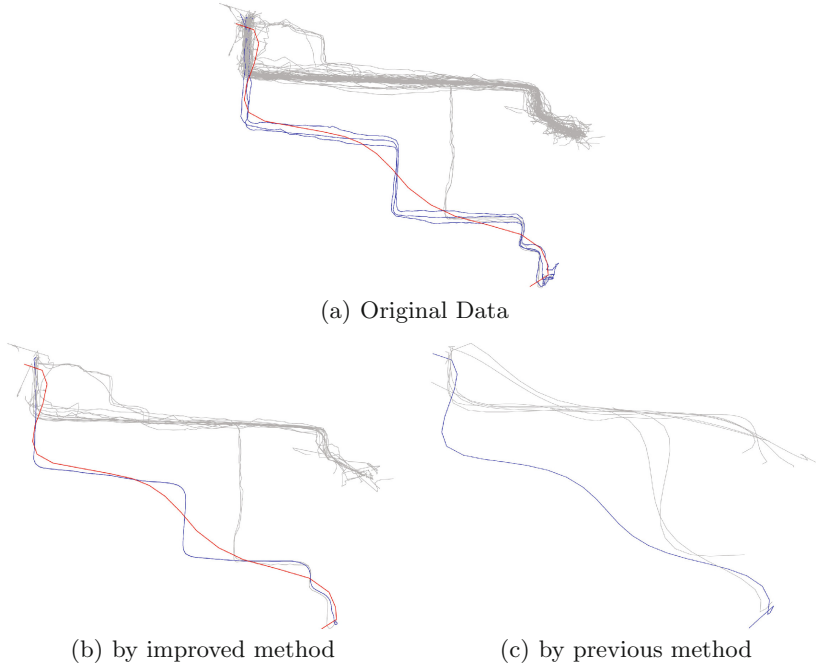 (a) Original Data
(b) by improved method
(c) by previous method